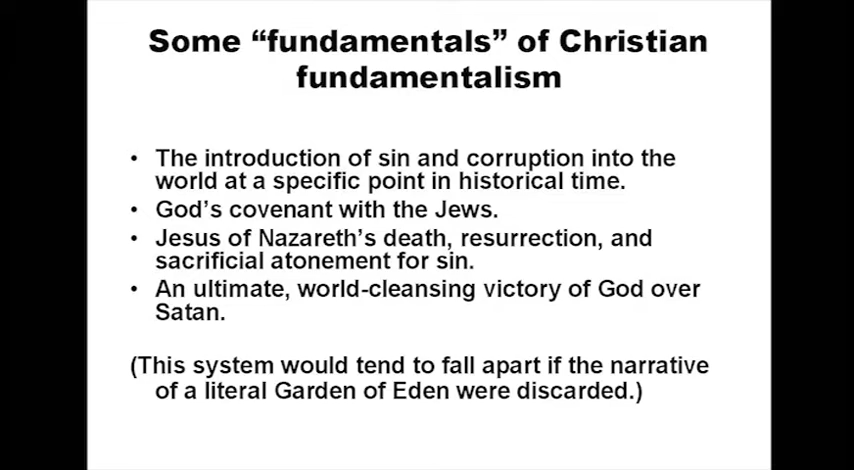 Some “fundamentals” of Christian
fundamentalism
• The introduction of sin and corruption into the
world at a specific point in historical time.
• God’s covenant with the Jews.
• Jesus of Nazareth’s death, resurrection, and
sacrificial atonement for sin.
• An ultimate, world-cleansing victory of God over
Satan.
(This system would tend to fall apart if the narrative
of a literal Garden of Eden were discarded.)